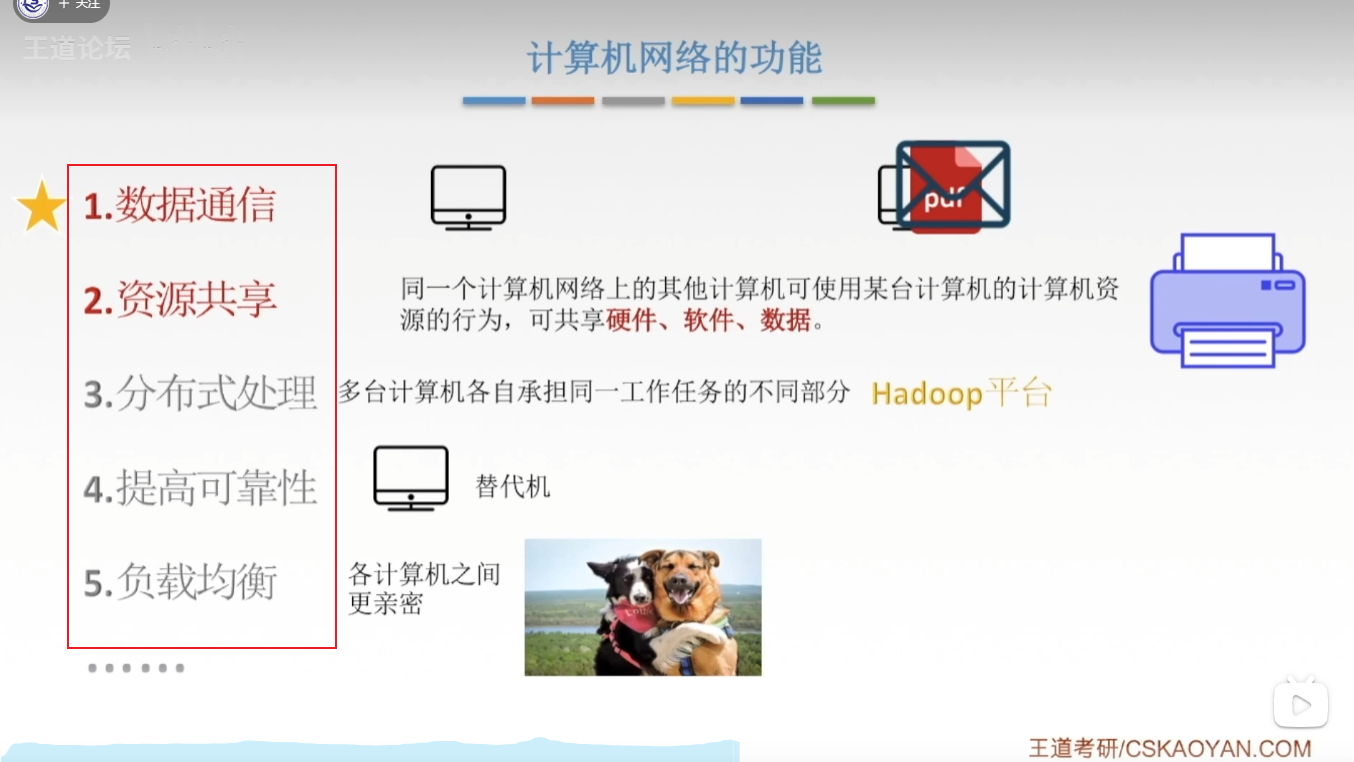 + 关注
王道论坛
计算机网络的功能
1.数据通信
pdf
2.资源共享
同一个计算机网络上的其他计算机可使用某台计算机的计算机资
源的行为，可共享硬件、软件、数据。
3.分布式处理
多台计算机各自承担同一工作任务的不同部分
Hadoop平台
4.提高可靠性
替代机
5.负载均衡
各计算机之间
更亲密
......
王道考研/CSKAOYAN.COM